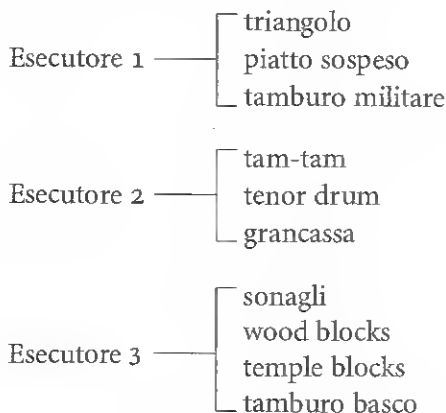 triangolo
Esecutore 1 piatto sospeso
tamburo militare
tam-tam
Esecutore 2 tenor drum
grancassa
sonagli
wood blocks
Esecutore 3
temple blocks
tamburo basco